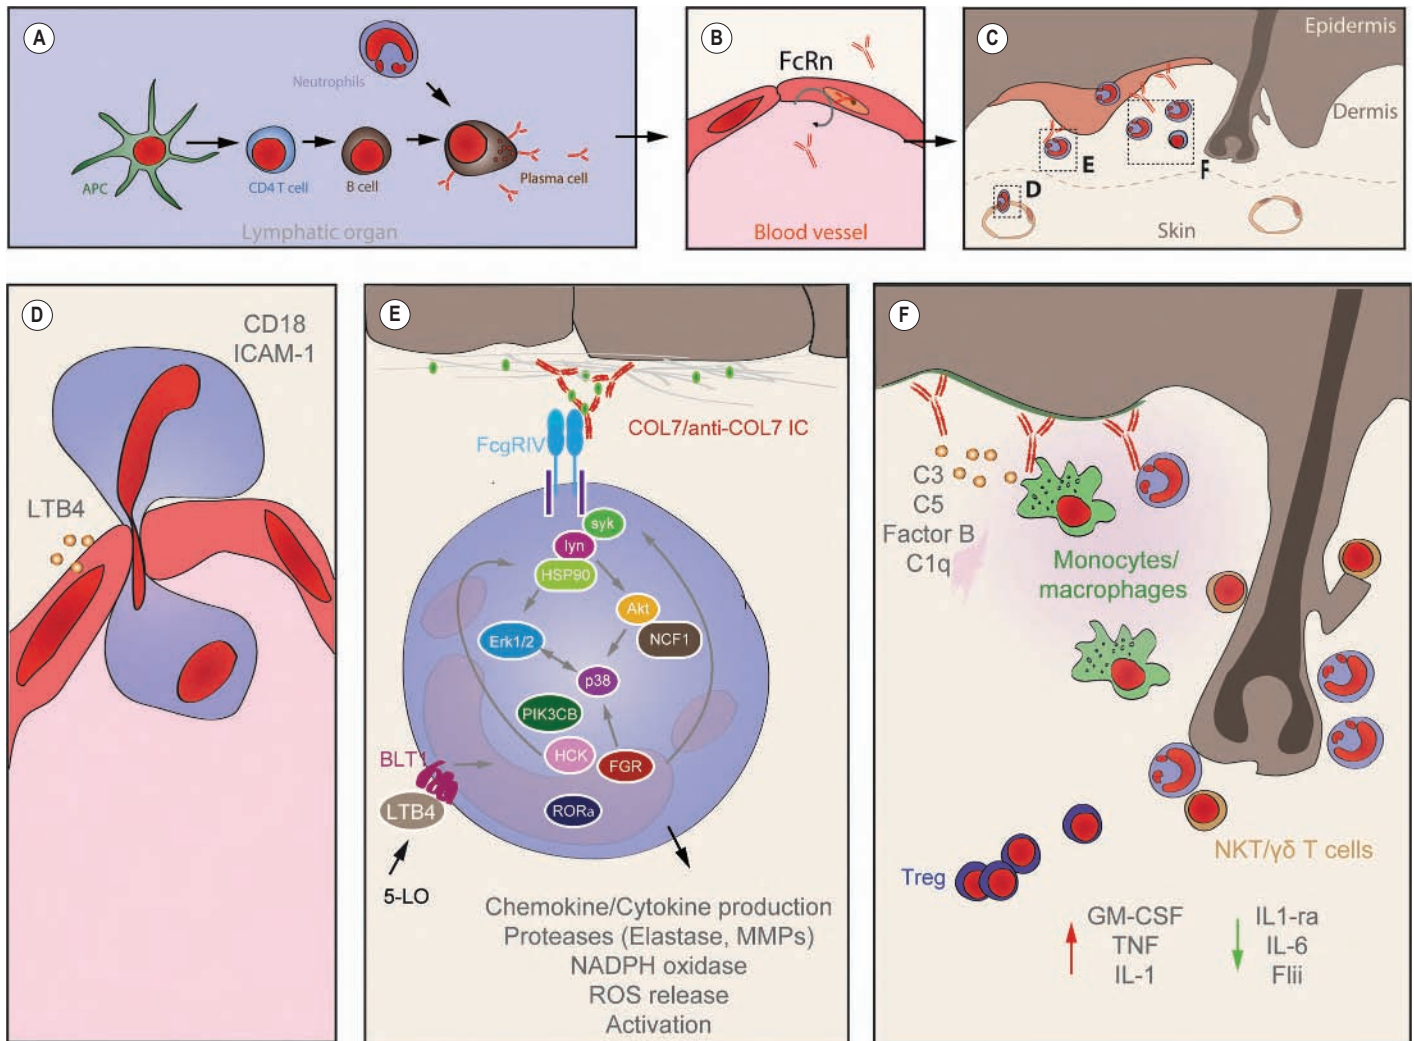 A
Neutrophils
APC
CD4 T cell
B cell
Plasma cell
Lymphatic organ
B
FcRn
Blood vessel
C
Epidermis
Dermis
E
F
D
Skin
D
CD18
ICAM-1
LTB4
E
COL7/anti-COL7 IC
FcgRIV
syk
lyn
HSP90
Akt
NCF1
Erk1/2
p38
PIK3CB
HCK
FGR
BLT1
LTB4
RORa
5-LO
Chemokine/Cytokine production
Proteases (Elastase, MMPs)
NADPH oxidase
ROS release
Activation
F
C3
C5
Factor B
C1q
Monocytes/
macrophages
NKT/γδ T cells
Treg
GM-CSF
TNF
IL-1
IL1-ra
IL-6
Flii